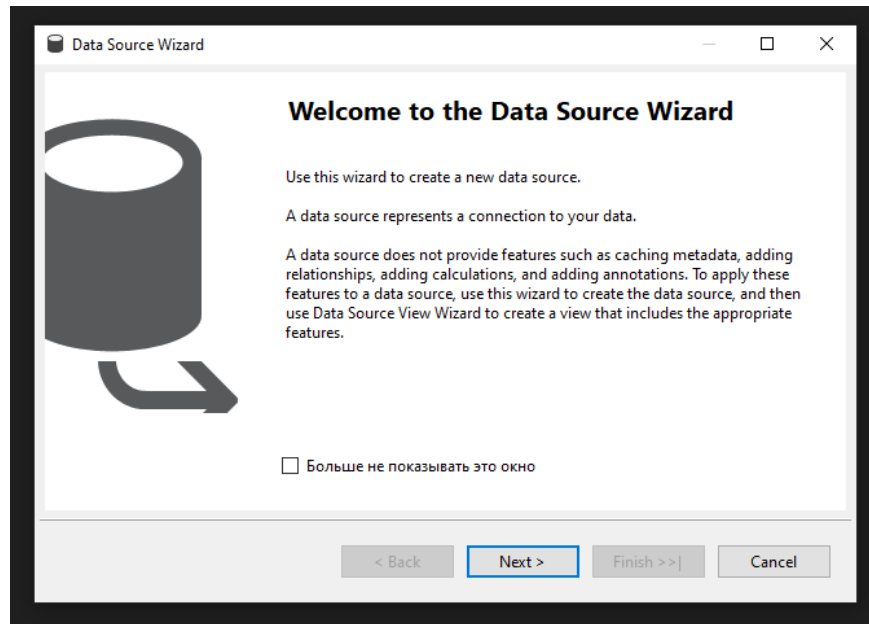 Data Source Wizard
Welcome to the Data Source Wizard
Use this wizard to create a new data source.
A data source represents a connection to your data.
A data source does not provide features such as caching metadata, adding
relationships, adding calculations, and adding annotations. To apply these
features to a data source, use this wizard to create the data source, and then
use Data Source View Wizard to create a view that includes the appropriate
features.
Больше не показывать это окно
< Back Next > Finish >>| Cancel